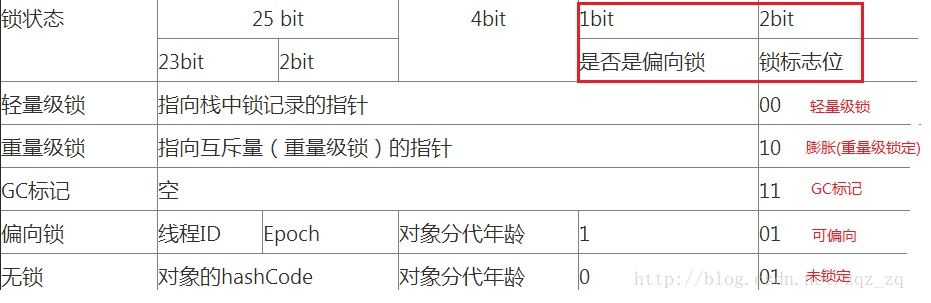 锁状态 25 bit 4bit 1bit 2bit
23bit 2bit 是否是偏向锁 锁标志位
轻量级锁 指向栈中锁记录的指针 00 轻量级锁
重量级锁 指向互斥量（重量级锁）的指针 10 膨胀(重量级锁定)
GC标记 空 11 GC标记
偏向锁 线程ID Epoch 对象分代年龄 1 01 可偏向
无锁 对象的hashCode 对象分代年龄 0 01 未锁定